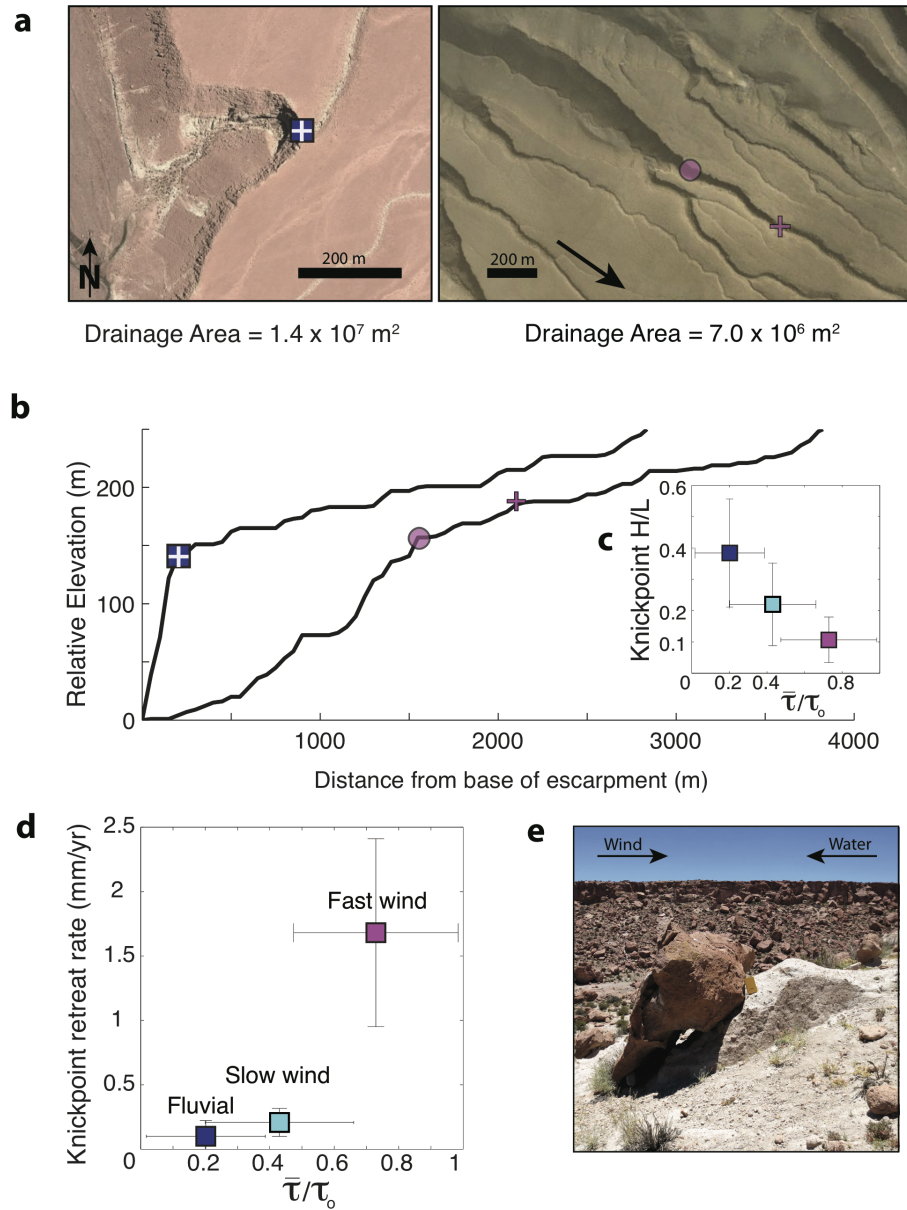 a
N
200 m
200 m
Drainage Area = 1.4 x 10⁷ m²
Drainage Area = 7.0 x 10⁶ m²
b
Relative Elevation (m)
200
100
0
1000
2000
3000
4000
Distance from base of escarpment (m)
c
Knickpoint H/L
0.6
0.4
0.2
0.1
0
0.2
0.4
0.8
τ̄/τₒ
d
Knickpoint retreat rate (mm/yr)
2.5
2
1.5
1
0.5
0
Fast wind
Slow wind
Fluvial
0.2
0.4
0.6
0.8
1
τ̄/τₒ
e
Wind
Water